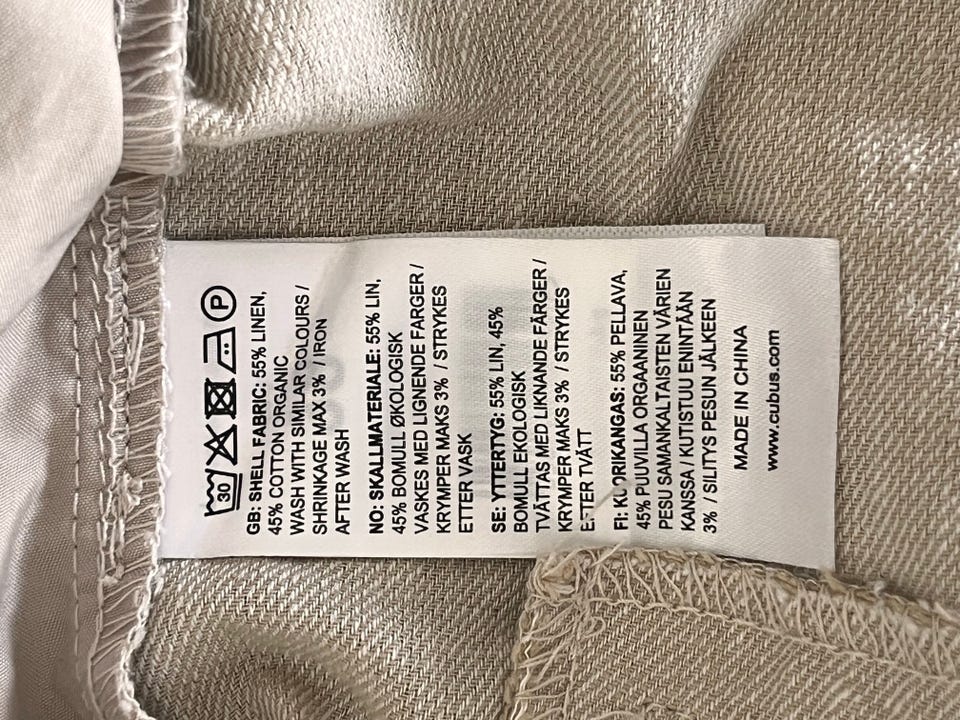 30 P
GB: SHELL FABRIC: 55% LINEN,
45% COTTON ORGANIC
WASH WITH SIMILAR COLOURS /
SHRINKAGE MAX 3% / IRON
AFTER WASH
NO: SKALLMATERIALE: 55% LIN,
45% BOMULL ØKOLOGISK
VASKES MED LIGNENDE FARGER /
KRYMPER MAKS 3% / STRYKES
ETTER VASK
SE: YTTERTYG: 55% LIN, 45%
BOMULL EKOLOGISK
TVÄTTAS MED LIKNANDE FÄRGER /
KRYMPER MAKS 3% / STRYKES
EFTER TVÄTT
FI: KUORIKANGAS: 55% PELLAVA,
45% PUUVILLA ORGAANINEN
PESU SAMANKALTAISTEN VÄRIEN
KANSSA / KUTISTUU ENINTÄÄN
3% / SILITYS PESUN JÄLKEEN
MADE IN CHINA
www.cubus.com